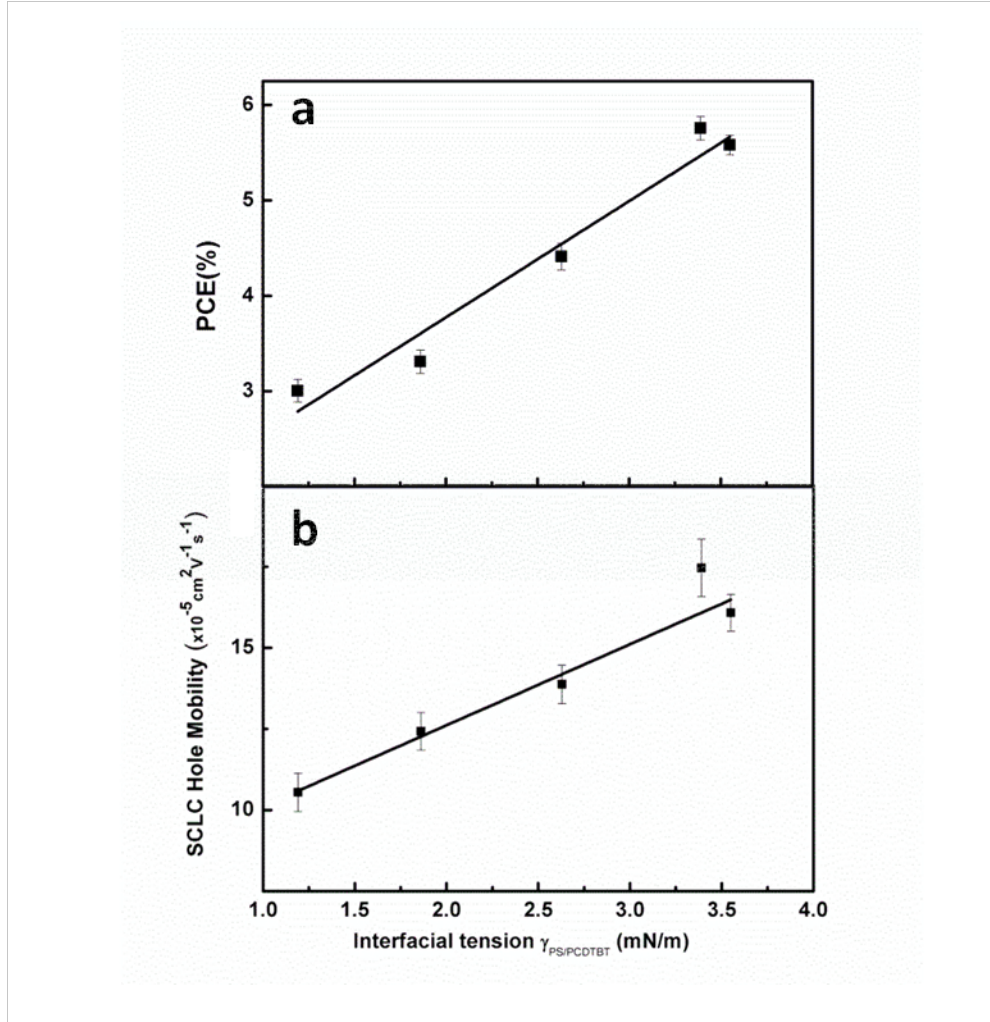 a
6
5
4
3
PCE(%)
b
15
10
SCLC Hole Mobility (x10⁻⁵cm²V⁻¹s⁻¹)
1.0 1.5 2.0 2.5 3.0 3.5 4.0
Interfacial tension γPS/PCDTBT (mN/m)